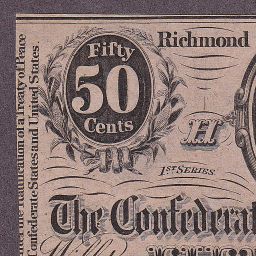 Fifty
50
Cents
Richmond
H
1ST SERIES
The Confederat
Will
the Ratification of a Treaty of Peace
Confederate States and United States.